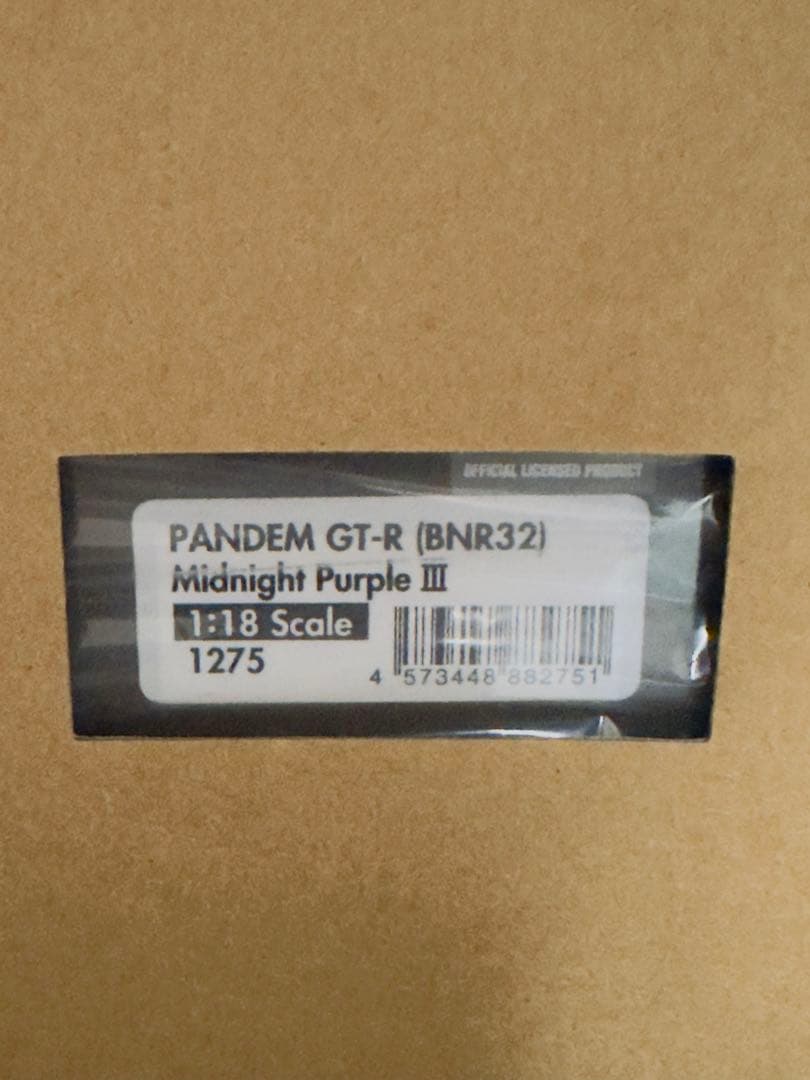 OFFICIAL LICENSED PRODUCT
PANDEM GT-R (BNR32)
Midnight Purple Ⅲ
1:18 Scale
1275
4 573448 882751